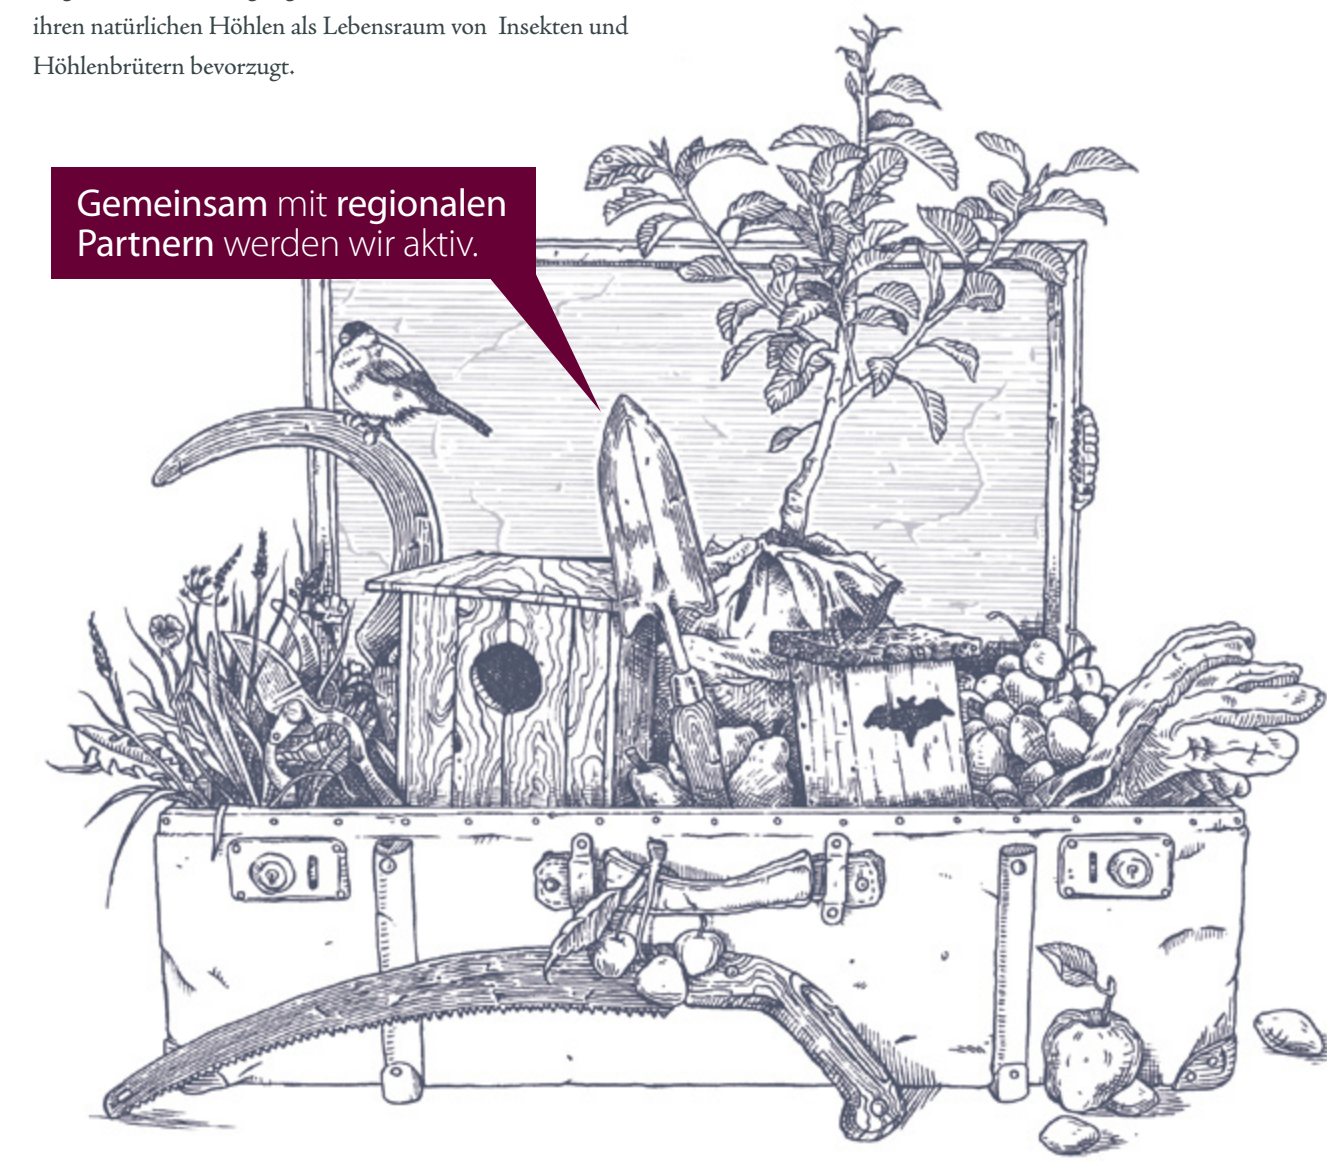 ihren natürlichen Höhlen als Lebensraum von Insekten und
Höhlenbrütern bevorzugt.
Gemeinsam mit regionalen
Partnern werden wir aktiv.